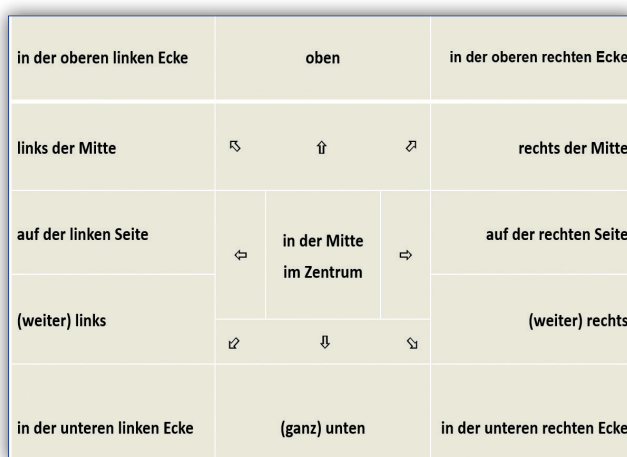 in der oberen linken Ecke
oben
in der oberen rechten Ecke
links der Mitte
rechts der Mitte
auf der linken Seite
in der Mitte
im Zentrum
auf der rechten Seite
(weiter) links
(weiter) rechts
in der unteren linken Ecke
(ganz) unten
in der unteren rechten Ecke